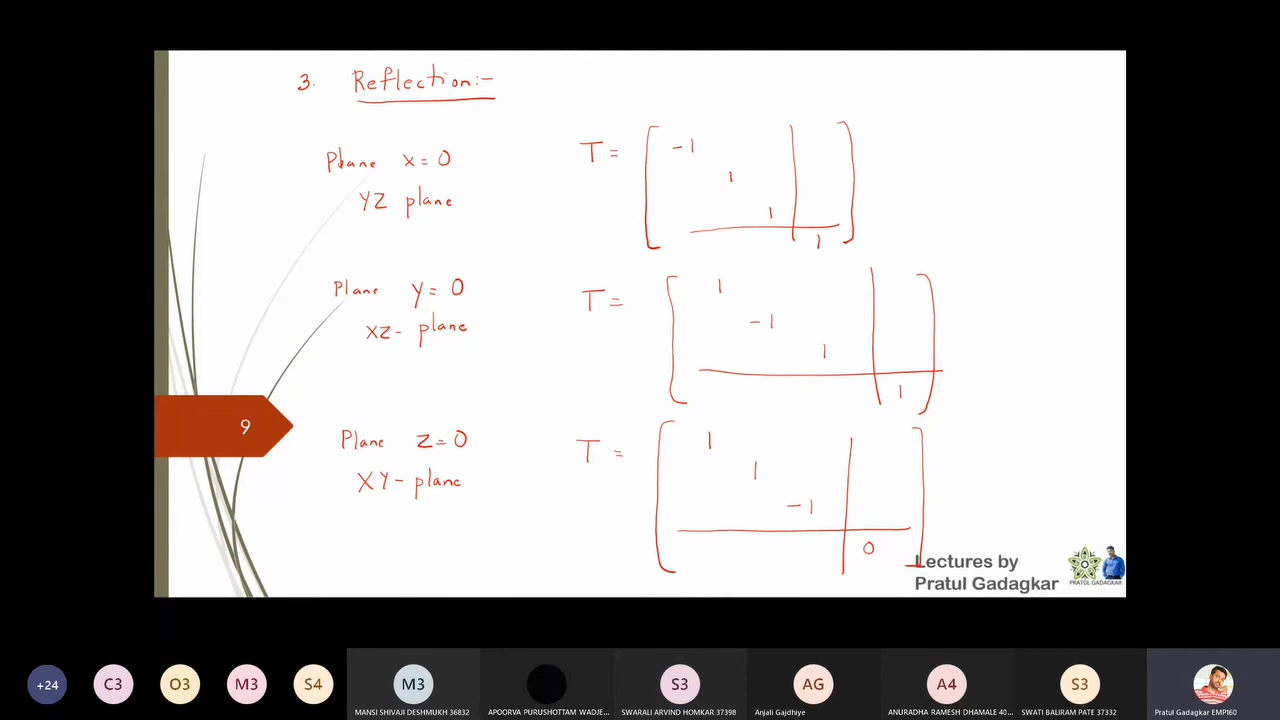 3. Reflection:-
Plane x=0
YZ plane
T=
-1
1
1
1
Plane y=0
XZ- plane
T=
1
-1
1
1
9
Plane z=0
XY- plane
T=
1
1
-1
0
Lectures by
Pratul Gadagkar
PRATUL GADAGKAR
+24
C3
O3
M3
S4
M3
S3
AG
A4
S3
MANSI SHIVAJI DESHMUKH 36832
APOORVA PURUSHOTTAM WADJE...
SWARALI ARVIND HOMKAR 37398
Anjali Gajdhiye
ANURADHA RAMESH DHAMALE 40...
SWATI BALIRAM PATE 37332
Pratul Gadagkar EMP160